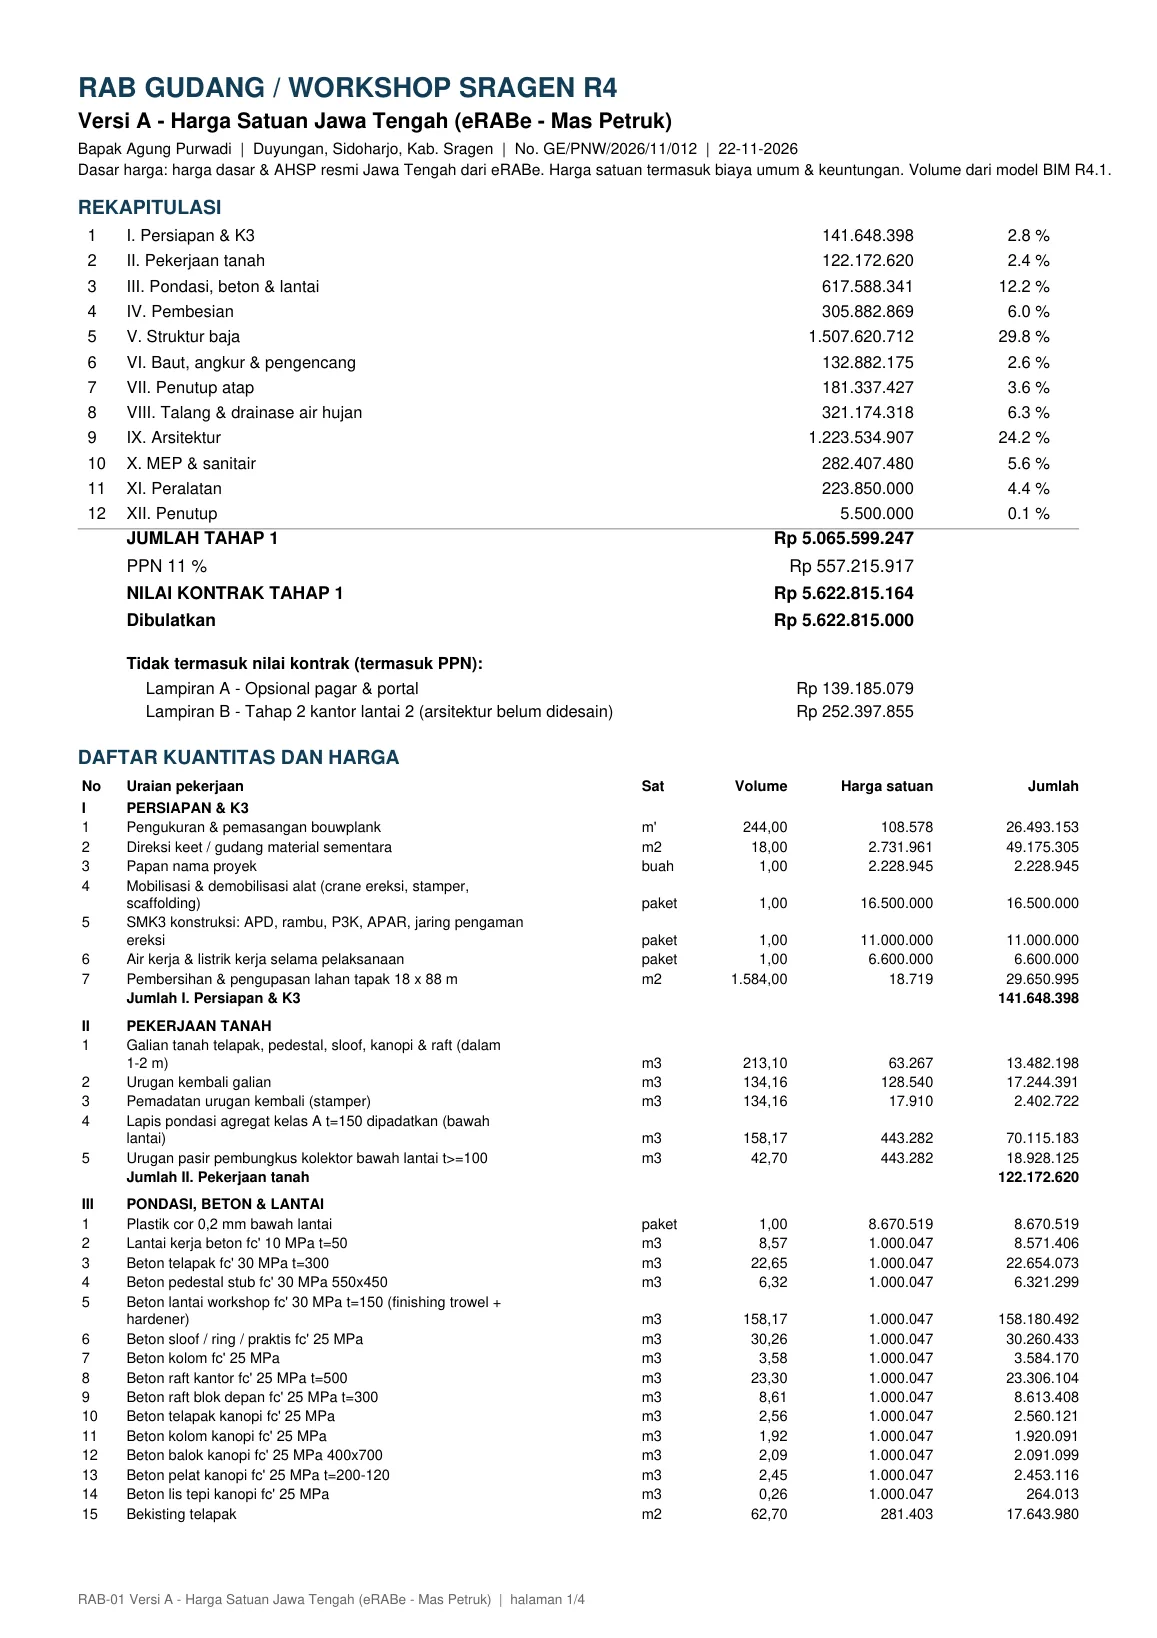 RAB GUDANG / WORKSHOP SRAGEN R4
Versi A - Harga Satuan Jawa Tengah (eRABe - Mas Petruk)
Bapak Agung Purwadi | Duyungan, Sidoharjo, Kab. Sragen | No. GE/PNW/2026/11/012 | 22-11-2026
Dasar harga: harga dasar & AHSP resmi Jawa Tengah dari eRABe. Harga satuan termasuk biaya umum & keuntungan. Volume dari model BIM R4.1.
REKAPITULASI
1 I. Persiapan & K3 141.648.398 2.8 %
2 II. Pekerjaan tanah 122.172.620 2.4 %
3 III. Pondasi, beton & lantai 617.588.341 12.2 %
4 IV. Pembesian 305.882.869 6.0 %
5 V. Struktur baja 1.507.620.712 29.8 %
6 VI. Baut, angkur & pengencang 132.882.175 2.6 %
7 VII. Penutup atap 181.337.427 3.6 %
8 VIII. Talang & drainase air hujan 321.174.318 6.3 %
9 IX. Arsitektur 1.223.534.907 24.2 %
10 X. MEP & sanitair 282.407.480 5.6 %
11 XI. Peralatan 223.850.000 4.4 %
12 XII. Penutup 5.500.000 0.1 %
JUMLAH TAHAP 1 Rp 5.065.599.247
PPN 11 % Rp 557.215.917
NILAI KONTRAK TAHAP 1 Rp 5.622.815.164
Dibulatkan Rp 5.622.815.000
Tidak termasuk nilai kontrak (termasuk PPN):
Lampiran A - Opsional pagar & portal Rp 139.185.079
Lampiran B - Tahap 2 kantor lantai 2 (arsitektur belum didesain) Rp 252.397.855
DAFTAR KUANTITAS DAN HARGA
No Uraian pekerjaan Sat Volume Harga satuan Jumlah
I PERSIAPAN & K3
1 Pengukuran & pemasangan bouwplank m' 244,00 108.578 26.493.153
2 Direksi keet / gudang material sementara m2 18,00 2.731.961 49.175.305
3 Papan nama proyek buah 1,00 2.228.945 2.228.945
4 Mobilisasi & demobilisasi alat (crane ereksi, stamper,
scaffolding) paket 1,00 16.500.000 16.500.000
5 SMK3 konstruksi: APD, rambu, P3K, APAR, jaring pengaman
ereksi paket 1,00 11.000.000 11.000.000
6 Air kerja & listrik kerja selama pelaksanaan paket 1,00 6.600.000 6.600.000
7 Pembersihan & pengupasan lahan tapak 18 x 88 m m2 1.584,00 18.719 29.650.995
Jumlah I. Persiapan & K3 141.648.398
II PEKERJAAN TANAH
1 Galian tanah telapak, pedestal, sloof, kanopi & raft (dalam
1-2 m) m3 213,10 63.267 13.482.198
2 Urugan kembali galian m3 134,16 128.540 17.244.391
3 Pemadatan urugan kembali (stamper) m3 134,16 17.910 2.402.722
4 Lapis pondasi agregat kelas A t=150 dipadatkan (bawah
lantai) m3 158,17 443.282 70.115.183
5 Urugan pasir pembungkus kolektor bawah lantai t>=100 m3 42,70 443.282 18.928.125
Jumlah II. Pekerjaan tanah 122.172.620
III PONDASI, BETON & LANTAI
1 Plastik cor 0,2 mm bawah lantai paket 1,00 8.670.519 8.670.519
2 Lantai kerja beton fc' 10 MPa t=50 m3 8,57 1.000.047 8.571.406
3 Beton telapak fc' 30 MPa t=300 m3 22,65 1.000.047 22.654.073
4 Beton pedestal stub fc' 30 MPa 550x450 m3 6,32 1.000.047 6.321.299
5 Beton lantai workshop fc' 30 MPa t=150 (finishing trowel +
hardener) m3 158,17 1.000.047 158.180.492
6 Beton sloof / ring / praktis fc' 25 MPa m3 30,26 1.000.047 30.260.433
7 Beton kolom fc' 25 MPa m3 3,58 1.000.047 3.584.170
8 Beton raft kantor fc' 25 MPa t=500 m3 23,30 1.000.047 23.306.104
9 Beton raft blok depan fc' 25 MPa t=300 m3 8,61 1.000.047 8.613.408
10 Beton telapak kanopi fc' 25 MPa m3 2,56 1.000.047 2.560.121
11 Beton kolom kanopi fc' 25 MPa m3 1,92 1.000.047 1.920.091
12 Beton balok kanopi fc' 25 MPa 400x700 m3 2,09 1.000.047 2.091.099
13 Beton pelat kanopi fc' 25 MPa t=200-120 m3 2,45 1.000.047 2.453.116
14 Beton lis tepi kanopi fc' 25 MPa m3 0,26 1.000.047 264.013
15 Bekisting telapak m2 62,70 281.403 17.643.980
RAB-01 Versi A - Harga Satuan Jawa Tengah (eRABe - Mas Petruk) | halaman 1/4